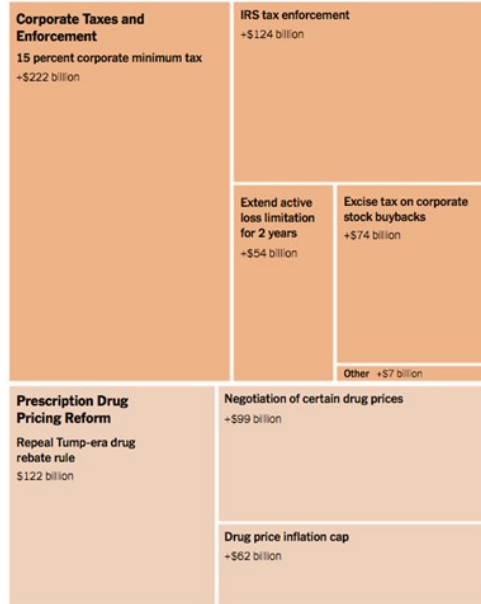 Corporate Taxes and
Enforcement
15 percent corporate minimum tax
+$222 billion
IRS tax enforcement
+$124 billion
Extend active
loss limitation
for 2 years
+$54 billion
Excise tax on corporate
stock buybacks
+$74 billion
Other +$7 billion
Prescription Drug
Pricing Reform
Repeal Tump-era drug
rebate rule
$122 billion
Negotiation of certain drug prices
+$99 billion
Drug price inflation cap
+$62 billion